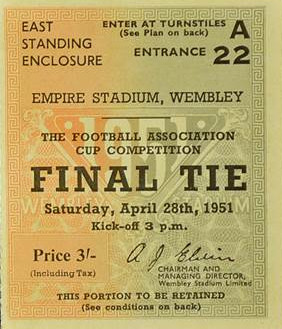 EAST
STANDING
ENCLOSURE
ENTER AT TURNSTILES
(See Plan on back)
A
ENTRANCE 22
EMPIRE STADIUM, WEMBLEY
THE FOOTBALL ASSOCIATION
CUP COMPETITION
FINAL TIE
Saturday, April 28th, 1951
Kick-off 3 p.m.
Price 3/-
(Including Tax)
A J Elvin
CHAIRMAN AND
MANAGING DIRECTOR,
Wembley Stadium Limited
THIS PORTION TO BE RETAINED
(See conditions on back)